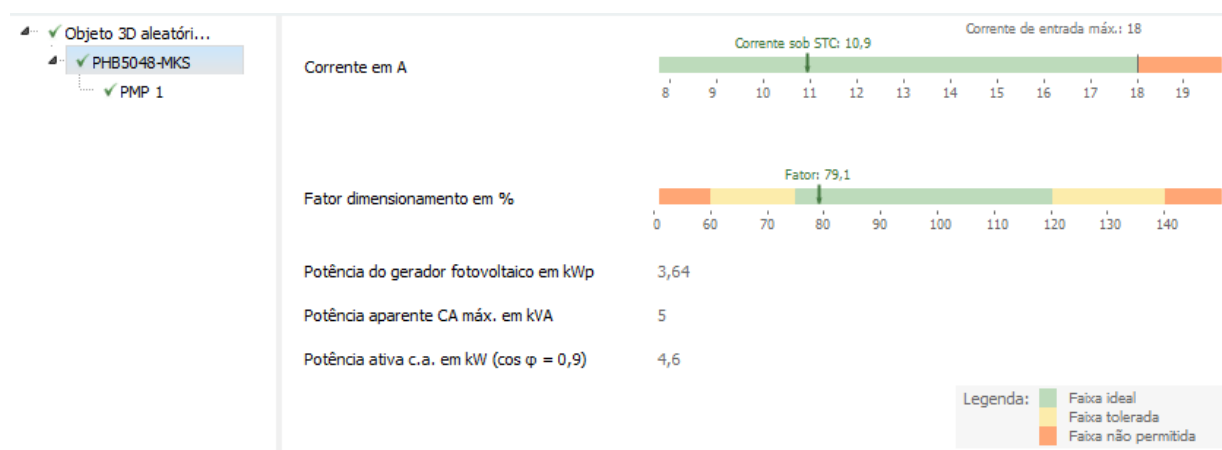 Objeto 3D aleatóri...
PHB5048-MKS
PMP 1
Corrente de entrada máx.: 18
Corrente sob STC: 10,9
Corrente em A
8 9 10 11 12 13 14 15 16 17 18 19
Fator: 79,1
Fator dimensionamento em %
0 60 70 80 90 100 110 120 130 140
Potência do gerador fotovoltaico em kWp 3,64
Potência aparente CA máx. em kVA 5
Potência ativa c.a. em kW (cos φ = 0,9) 4,6
Legenda: Faixa ideal
Faixa tolerada
Faixa não permitida